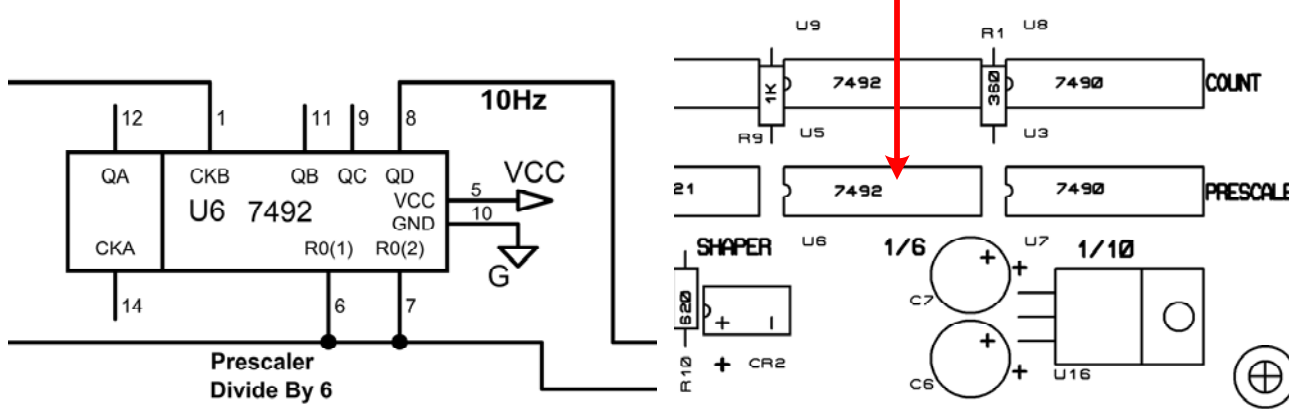 10Hz
12
1
11
9
8
QA
CKB
QB
QC
QD
VCC
5
VCC
U6 7492
GND
10
CKA
R0(1)
R0(2)
G
14
6
7
Prescaler
Divide By 6
U9
R1
U8
1K
7492
360
7490
COUNT
R9
U5
U3
21
7492
7490
PRESCALE
SHAPER
U6
1/6
U7
1/10
+
+
C7
620
+
-
R10
+
CR2
+
+
C6
U16